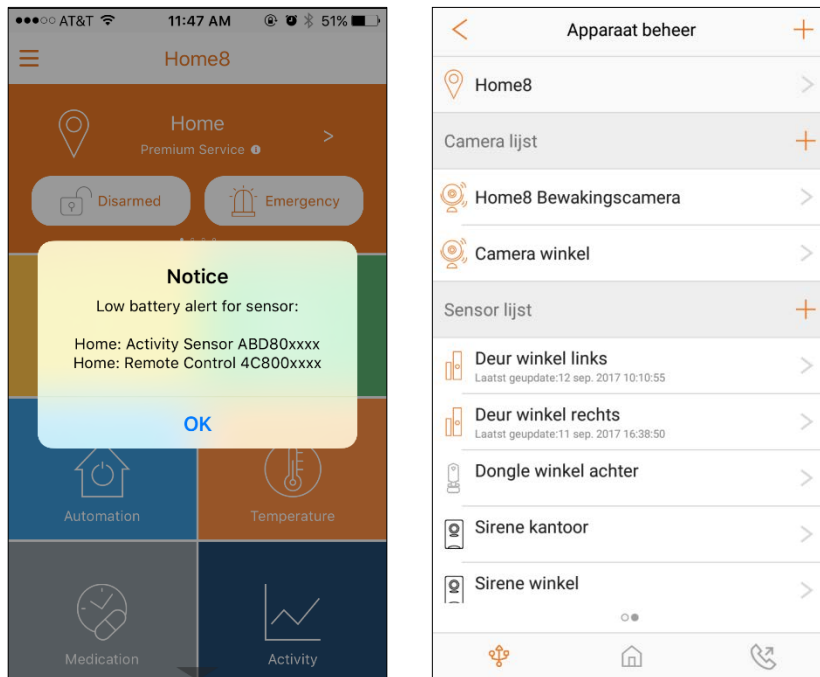 AT&T 11:47 AM 51%
Home8
Home
Premium Service
Disarmed Emergency
Notice
Low battery alert for sensor:
Home: Activity Sensor ABD80xxxx
Home: Remote Control 4C800xxxx
OK
Automation Temperature
Medication Activity
Apparaat beheer
Home8
Camera lijst
Home8 Bewakingscamera
Camera winkel
Sensor lijst
Deur winkel links
Laatst geupdate:12 sep. 2017 10:10:55
Deur winkel rechts
Laatst geupdate:11 sep. 2017 16:38:50
Dongle winkel achter
Sirene kantoor
Sirene winkel